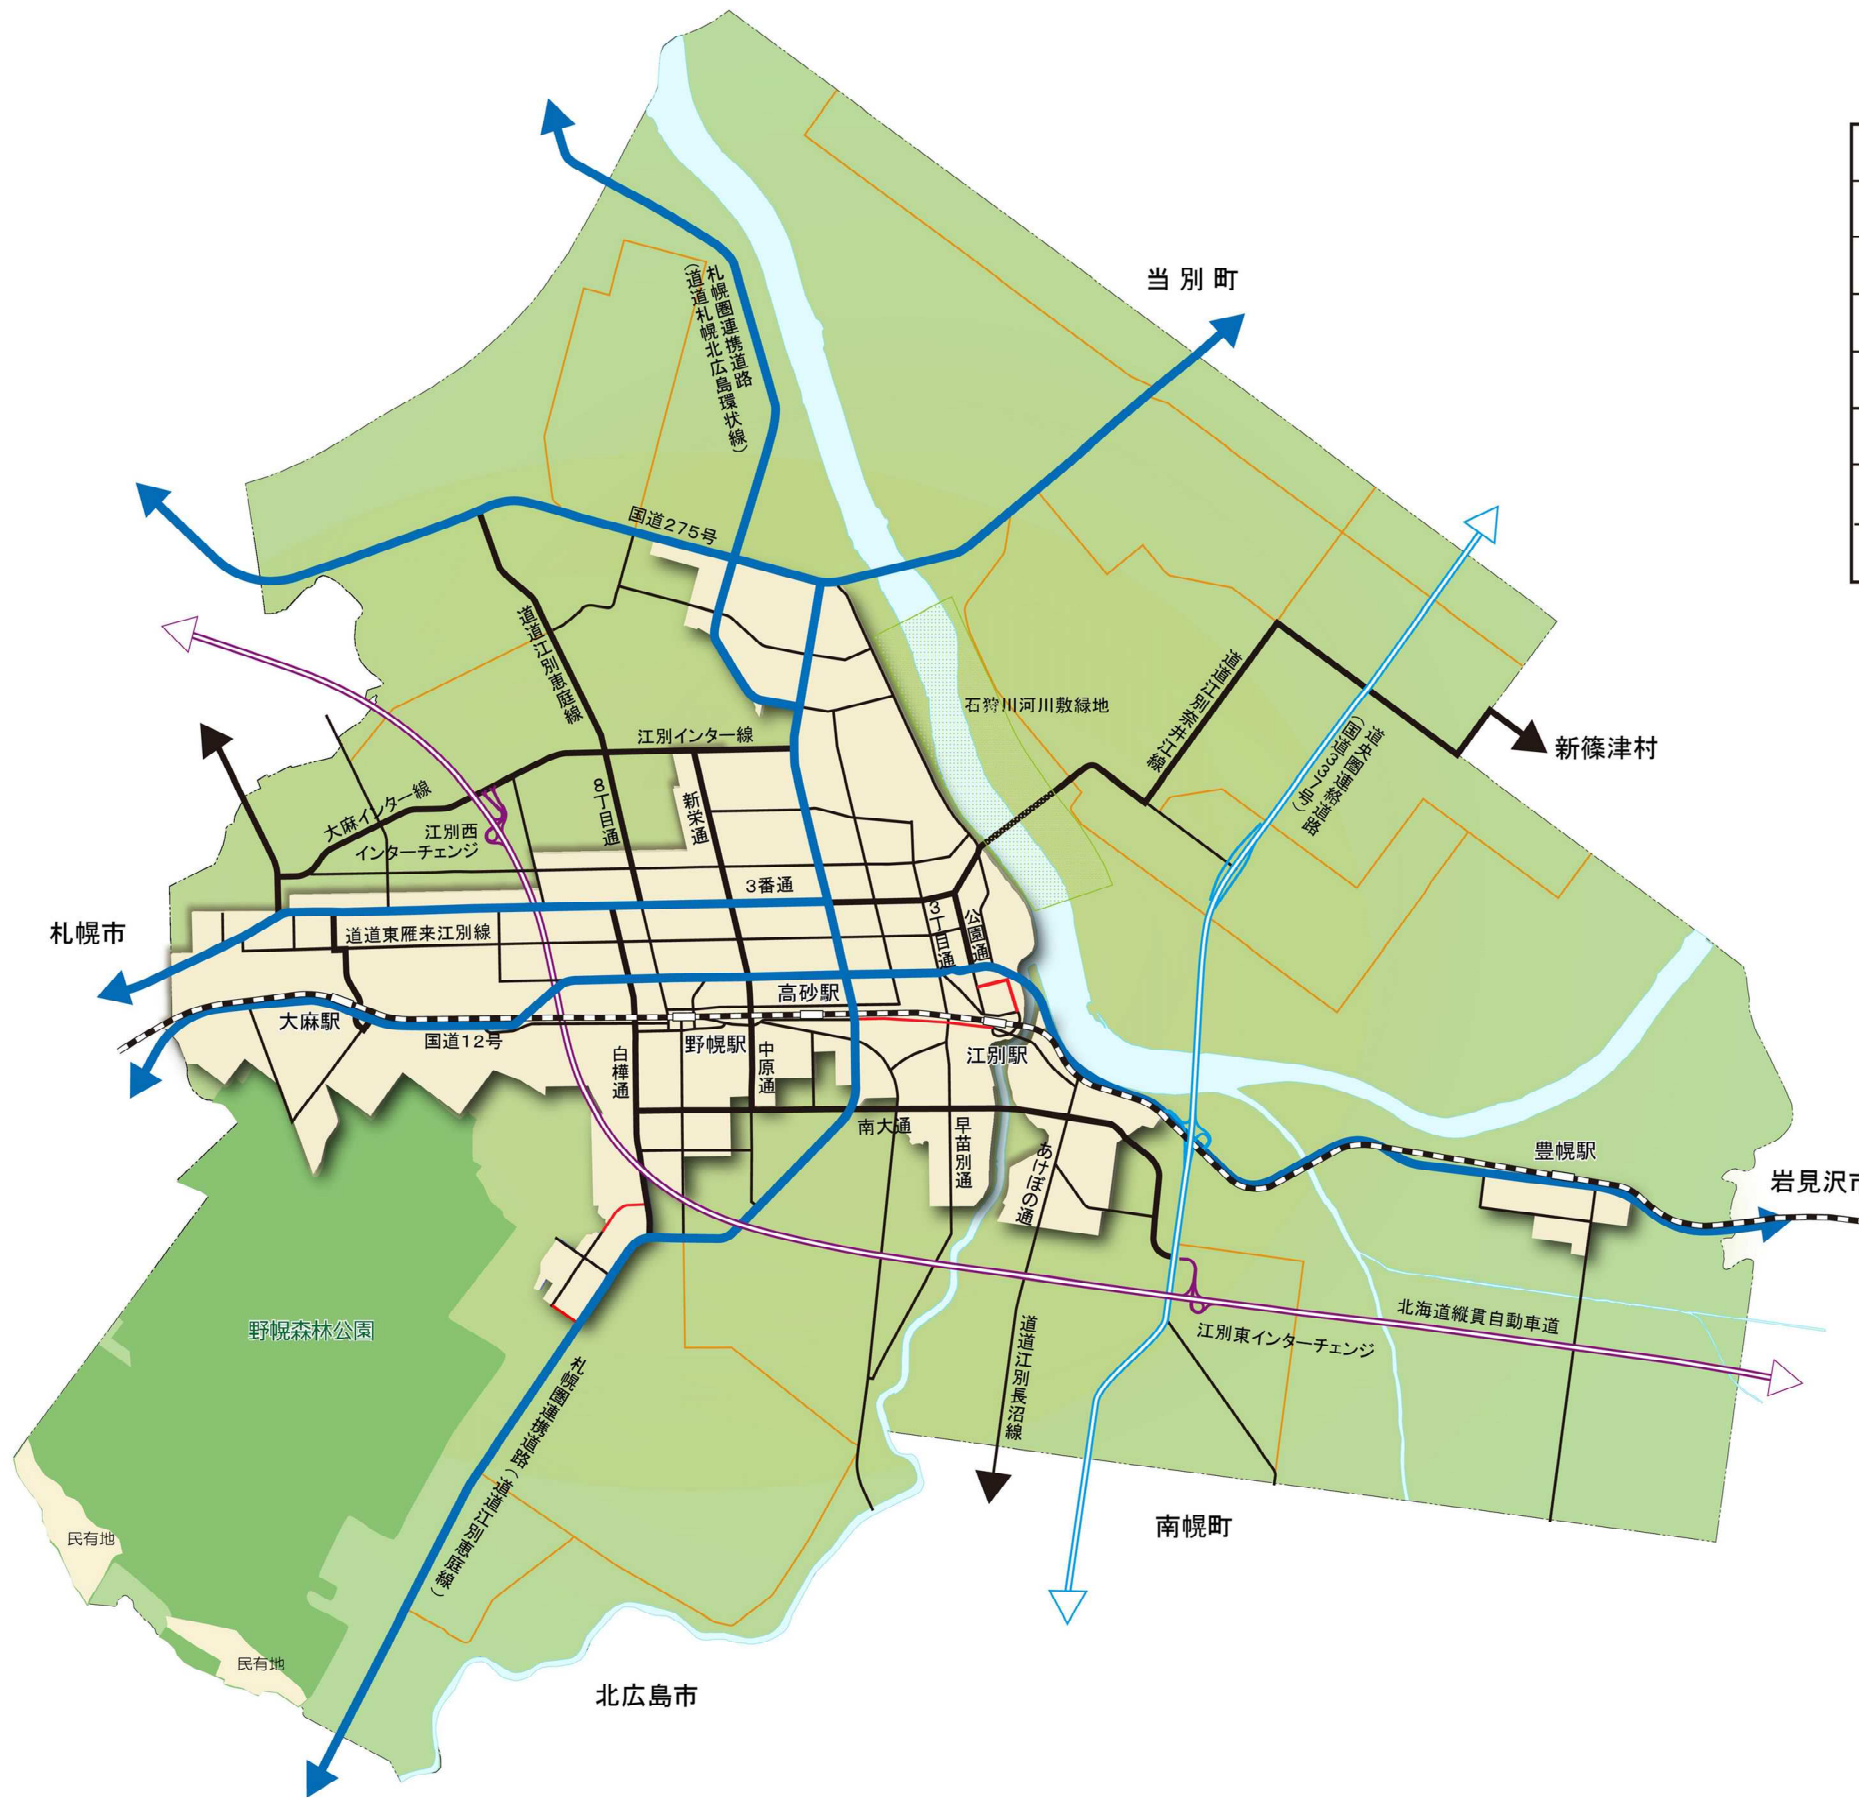 当別町
札幌圏連携道路
(道道札幌北広島環状線)
国道275号
道道江別恵庭線
石狩川河川敷緑地
道道江別奈井江線
道央圏連絡道路
(国道337号)
新篠津村
江別インター線
大麻インター線
江別西
インターチェンジ
8丁目通
新栄通
3番通
3丁目通
公園通
札幌市
道道東雁来江別線
大麻駅
国道12号
高砂駅
野幌駅
江別駅
白樺通
中原通
南大通
早苗別通
あけぼの通
豊幌駅
岩見沢市
野幌森林公園
北海道縦貫自動車道
江別東インターチェンジ
道道江別長沼線
札幌圏連携道路(道道江別恵庭線)
南幌町
民有地
民有地
北広島市